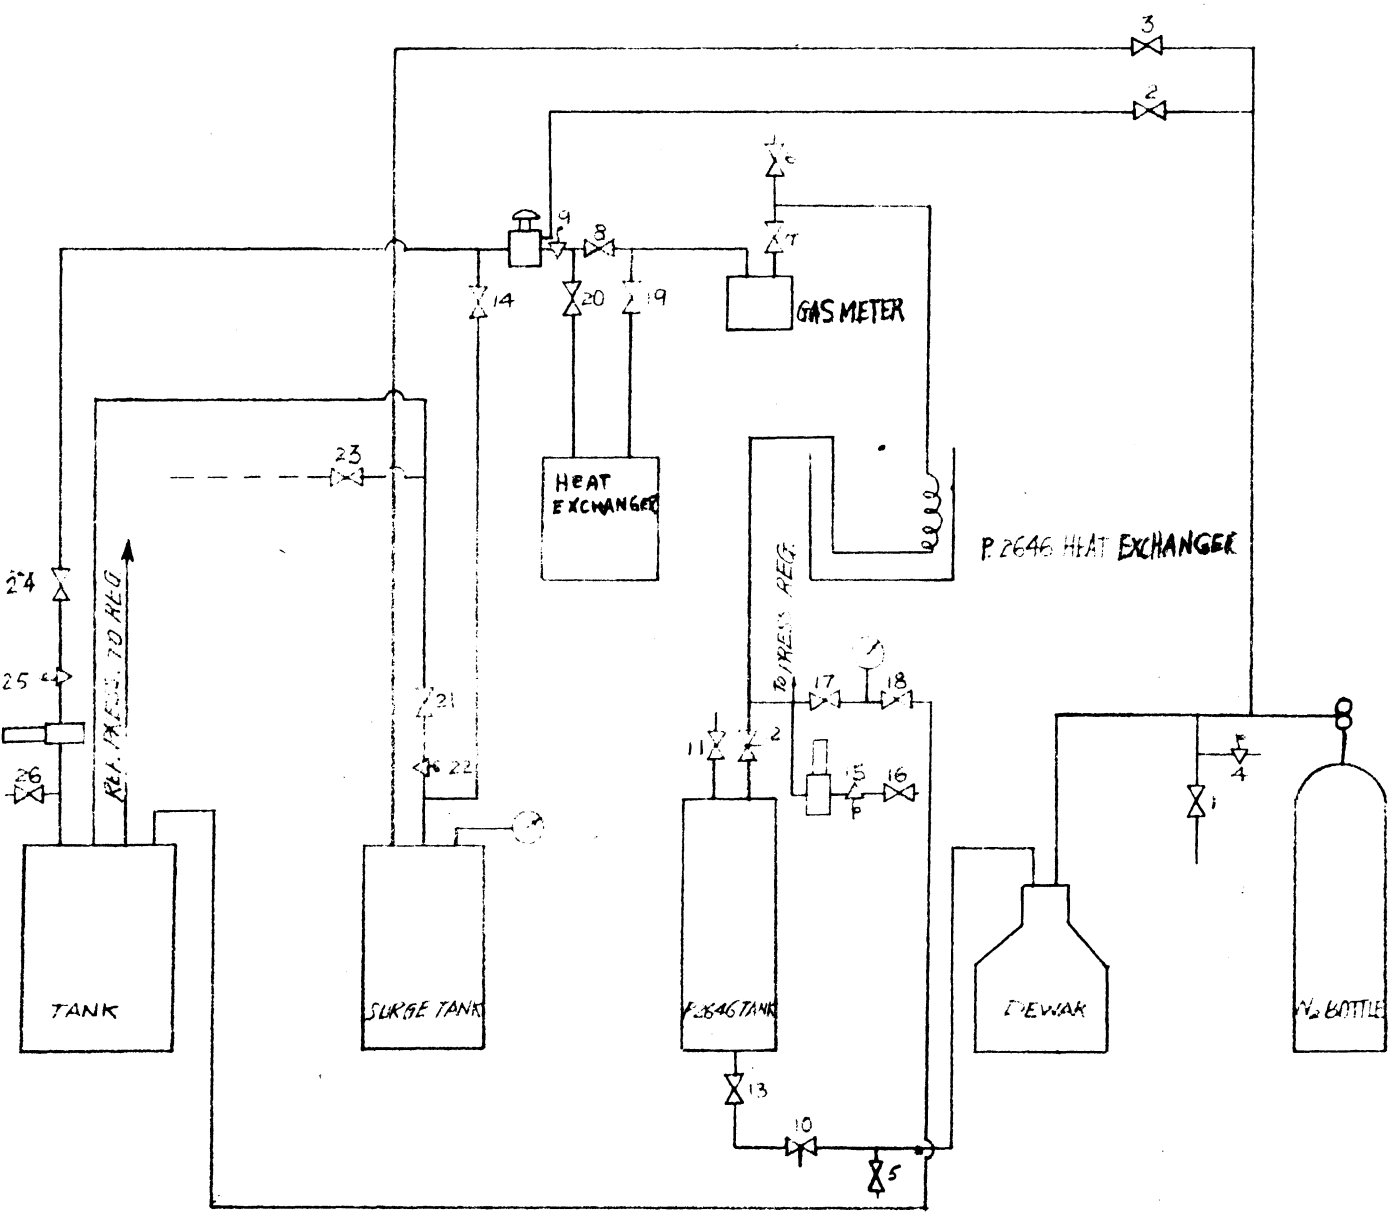 3
2
9
8
7
14
20
19
GAS METER
23
HEAT
EXCHANGER
P. 2646 HEAT EXCHANGER
24
REF. PRESS. TO REG
TO PRESS REG.
25
17
18
21
11
2
22
26
15
16
P
4
1
TANK
SURGE TANK
P.2646 TANK
DEWAR
N₂ BOTTLE
13
10
5